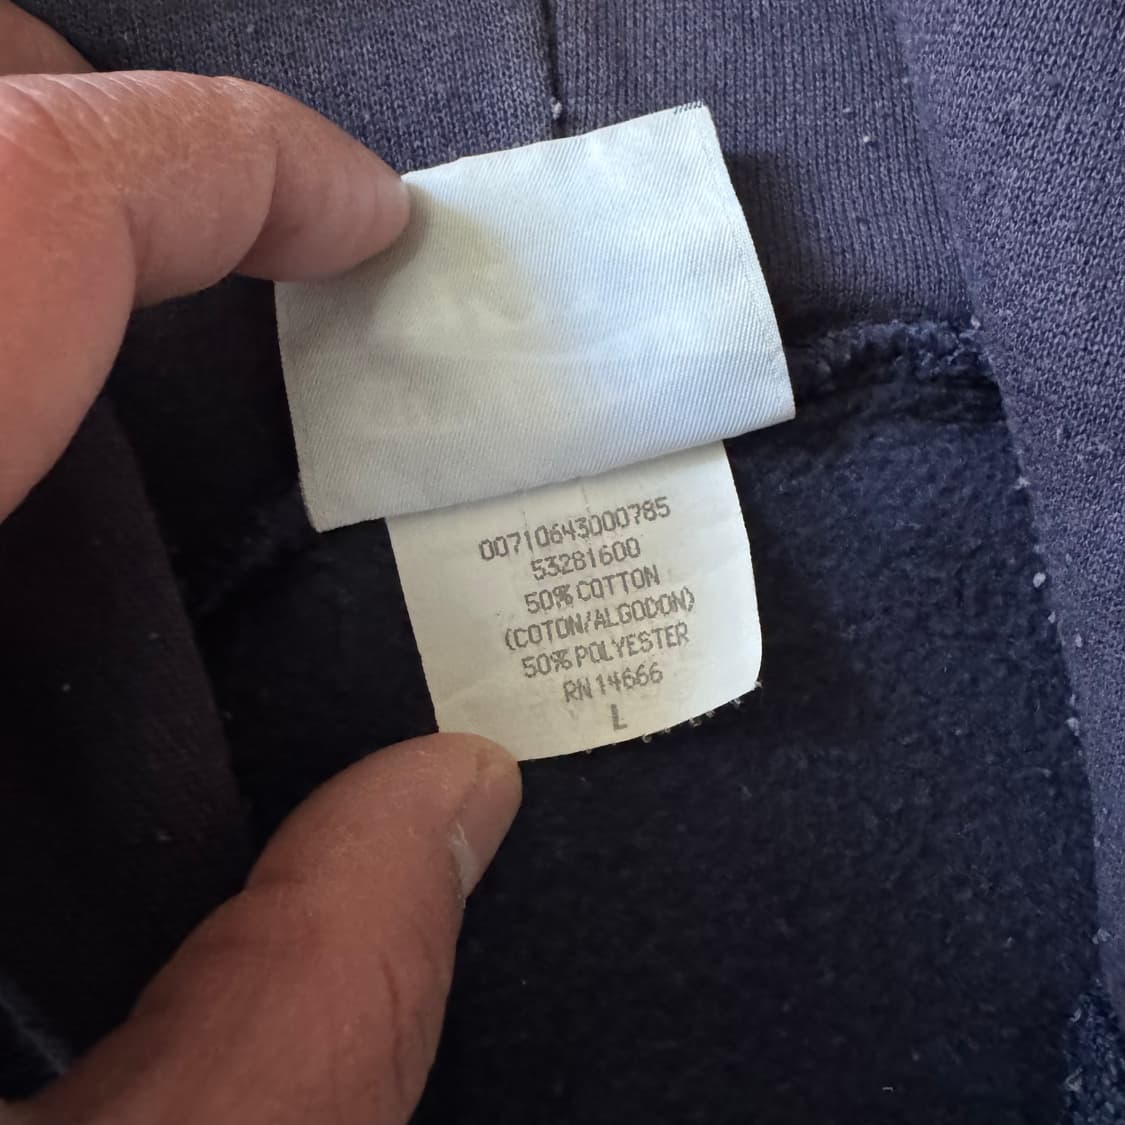 00710643000785
53281600
50% COTTON
(COTON/ALGODON)
50% POLYESTER
RN 14666
L